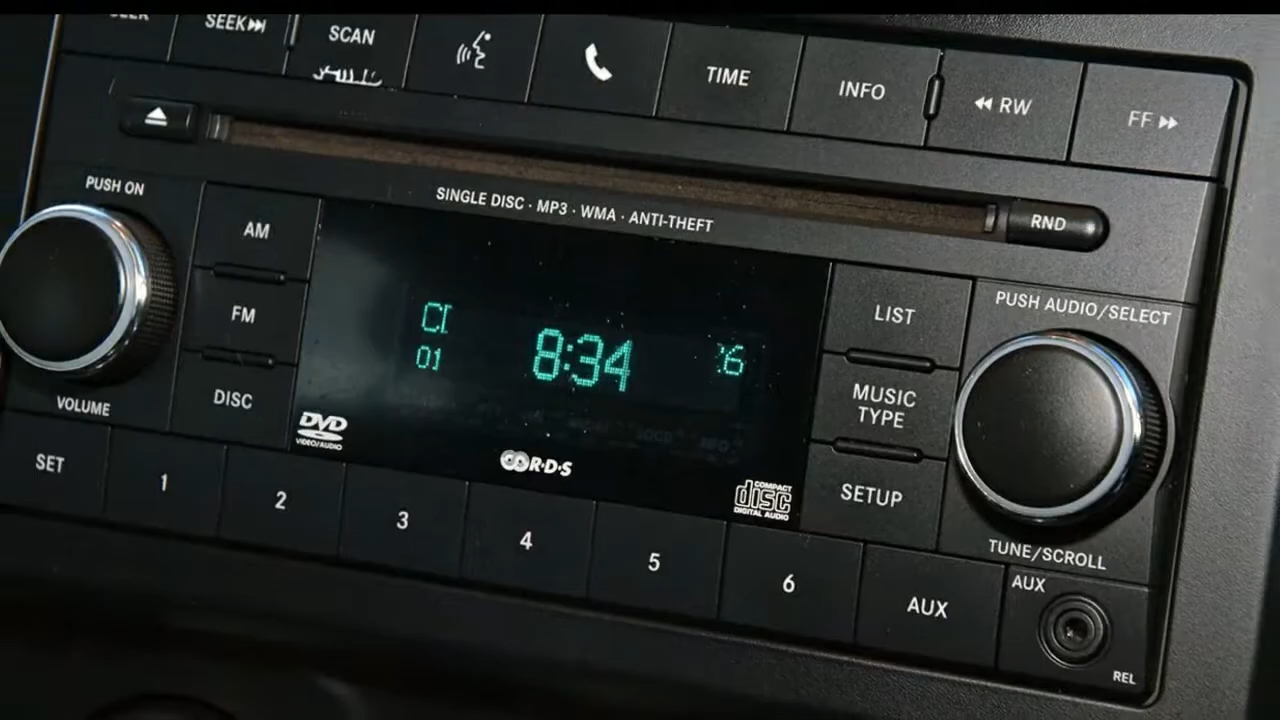 SEEK
SCAN
TIME
INFO
RW
FF
PUSH ON
SINGLE DISC · MP3 · WMA · ANTI-THEFT
RND
AM
FM
DISC
VOLUME
01
8:34
DVD
VIDEO/AUDIO
R·D·S
COMPACT
disc
DIGITAL AUDIO
LIST
MUSIC
TYPE
SETUP
PUSH AUDIO/SELECT
TUNE/SCROLL
SET
1
2
3
4
5
6
AUX
AUX
REL